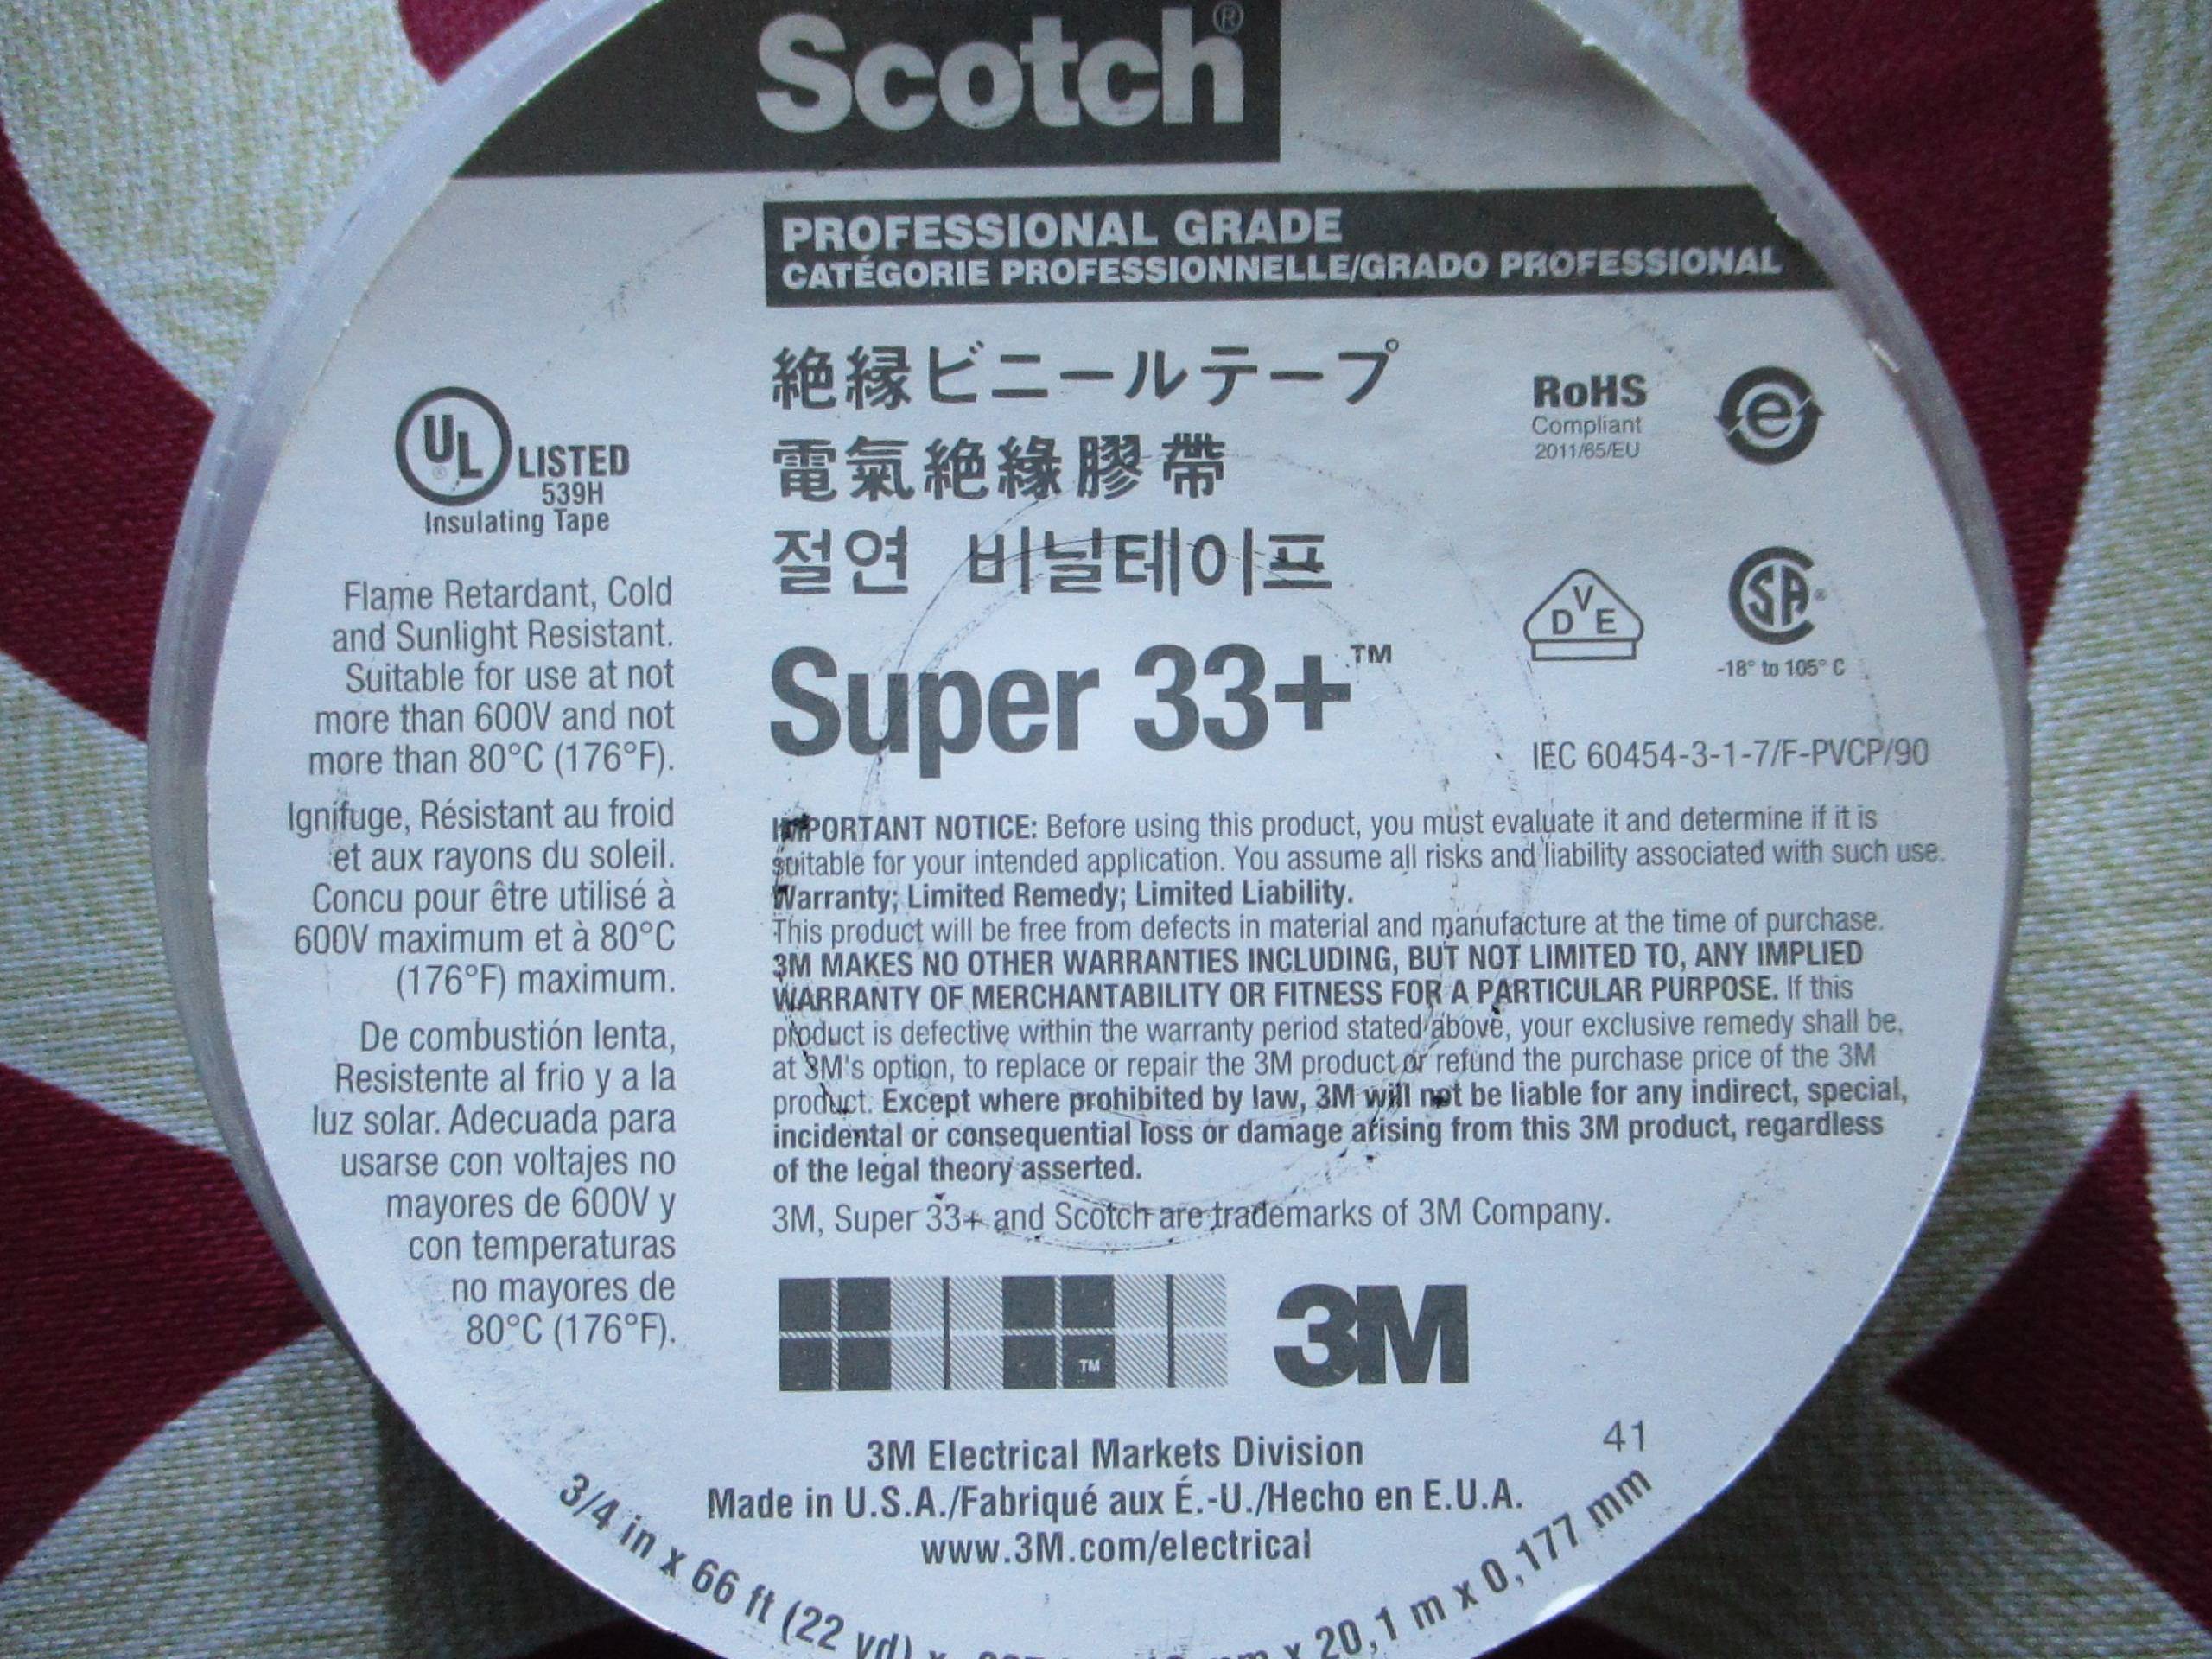 Scotch®
PROFESSIONAL GRADE
CATÉGORIE PROFESSIONNELLE/GRADO PROFESSIONAL
絶縁ビニールテープ
電氣絶緣膠帶
절연 비닐테이프
Super 33+™
UL® LISTED
539H
Insulating Tape
Flame Retardant, Cold
and Sunlight Resistant.
Suitable for use at not
more than 600V and not
more than 80°C (176°F).
Ignifuge, Résistant au froid
et aux rayons du soleil.
Concu pour être utilisé à
600V maximum et à 80°C
(176°F) maximum.
De combustión lenta,
Resistente al frio y a la
luz solar. Adecuada para
usarse con voltajes no
mayores de 600V y
con temperaturas
no mayores de
80°C (176°F).
RoHS
Compliant
2011/65/EU
e
VDE
SA®
-18° to 105° C
IEC 60454-3-1-7/F-PVCP/90
IMPORTANT NOTICE: Before using this product, you must evaluate it and determine if it is
suitable for your intended application. You assume all risks and liability associated with such use.
Warranty; Limited Remedy; Limited Liability.
This product will be free from defects in material and manufacture at the time of purchase.
3M MAKES NO OTHER WARRANTIES INCLUDING, BUT NOT LIMITED TO, ANY IMPLIED
WARRANTY OF MERCHANTABILITY OR FITNESS FOR A PARTICULAR PURPOSE. If this
product is defective within the warranty period stated above, your exclusive remedy shall be,
at 3M's option, to replace or repair the 3M product or refund the purchase price of the 3M
product. Except where prohibited by law, 3M will not be liable for any indirect, special,
incidental or consequential loss or damage arising from this 3M product, regardless
of the legal theory asserted.
3M, Super 33+ and Scotch are trademarks of 3M Company.
TM
3M
3M Electrical Markets Division
Made in U.S.A./Fabriqué aux É.-U./Hecho en E.U.A.
www.3M.com/electrical
41
3/4 in x 66 ft (22 yd) x 20,1 m x 0,177 mm